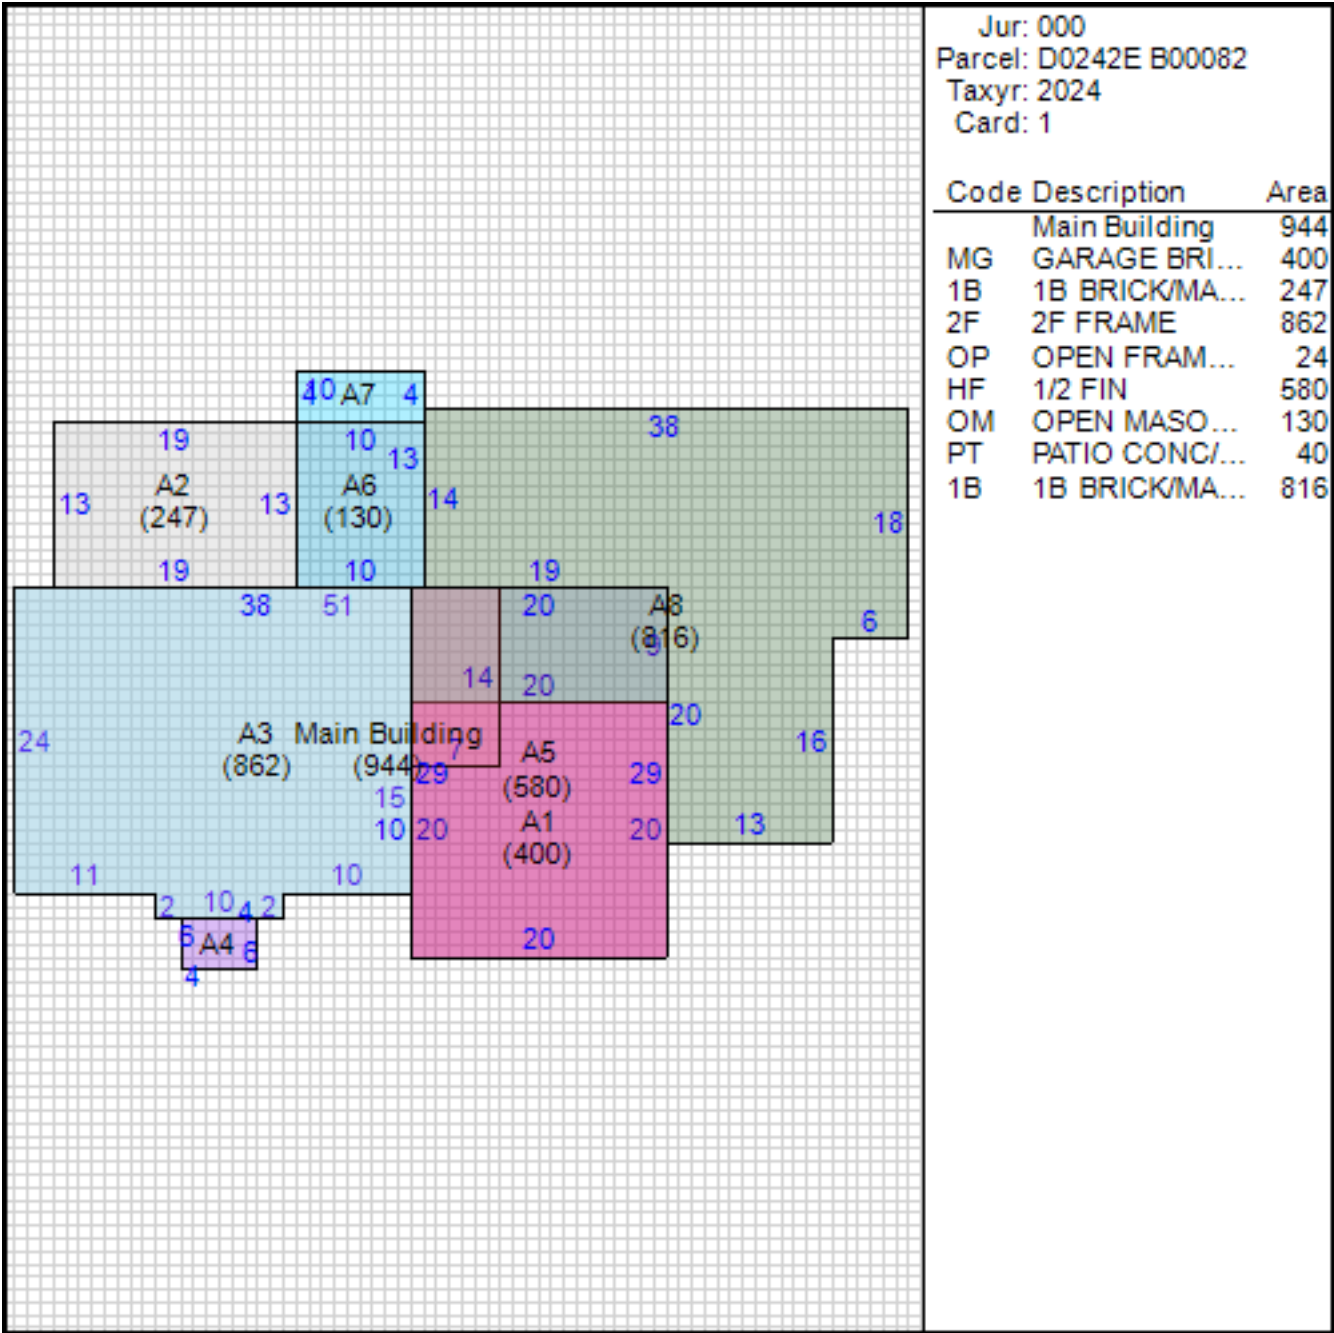 Jur: 000
Parcel: D0242E B00082
Taxyr: 2024
Card: 1
Code Description Area
Main Building 944
MG GARAGE BRI... 400
1B 1B BRICK/MA... 247
2F 2F FRAME 862
OP OPEN FRAM... 24
HF 1/2 FIN 580
OM OPEN MASO... 130
PT PATIO CONC/... 40
1B 1B BRICK/MA... 816
4 10 A7 4
38
19 10
13
A2 A6
13 (247) 13 (130) 14
18
19 10 19
38 51 20 A8
6
(816)
9
14 20
20
24 A3 Main Building 16
(862) (944) 7 A5
29 (580) 29
15
10 20 A1 20 13
(400)
11 10
2 10 4 2
6 A4 6
20
4